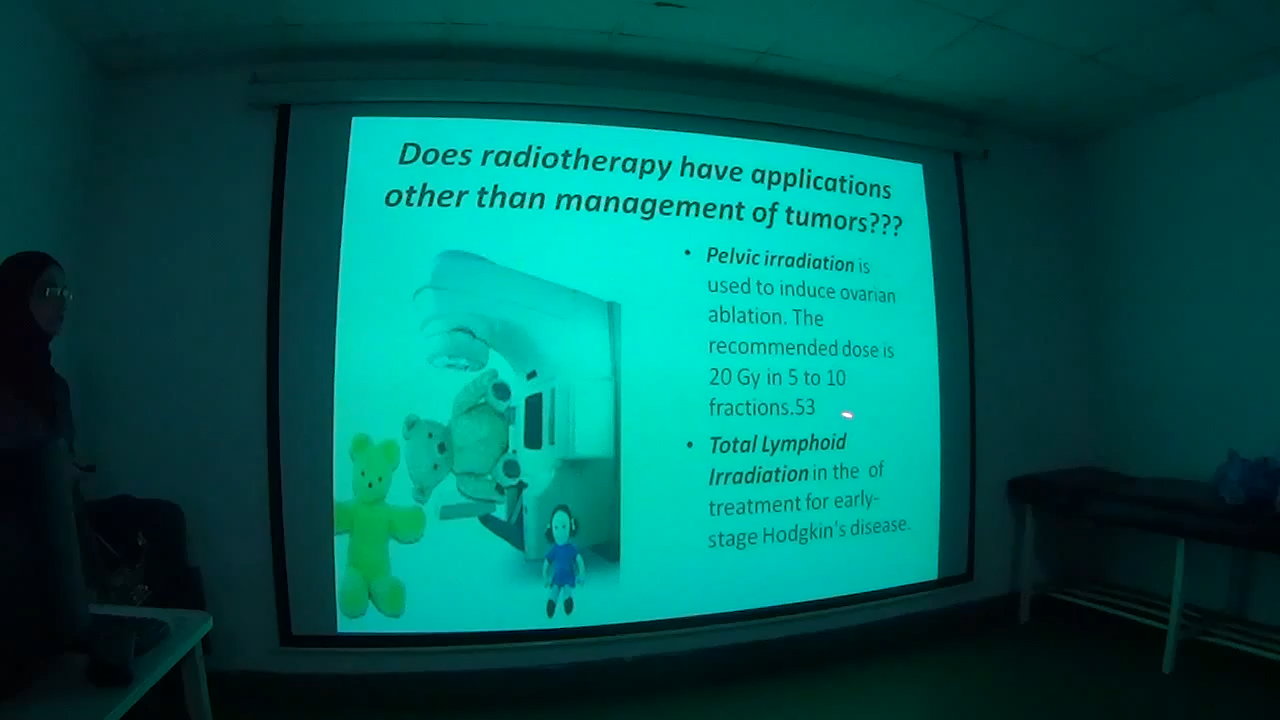 Does radiotherapy have applications
other than management of tumors???
• Pelvic irradiation is
used to induce ovarian
ablation. The
recommended dose is
20 Gy in 5 to 10
fractions.53
• Total Lymphoid
Irradiation in the of
treatment for early-
stage Hodgkin's disease.